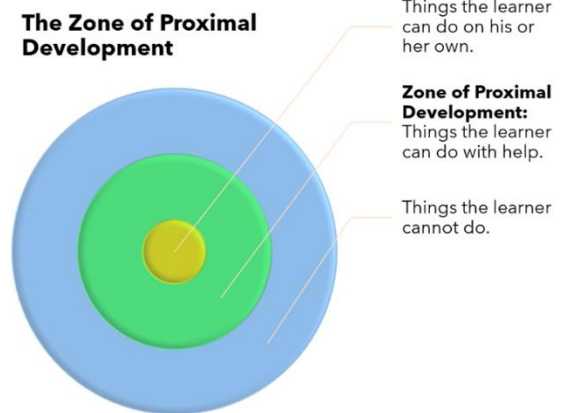 The Zone of Proximal
Development
Things the learner
can do on his or
her own.
Zone of Proximal
Development:
Things the learner
can do with help.
Things the learner
cannot do.